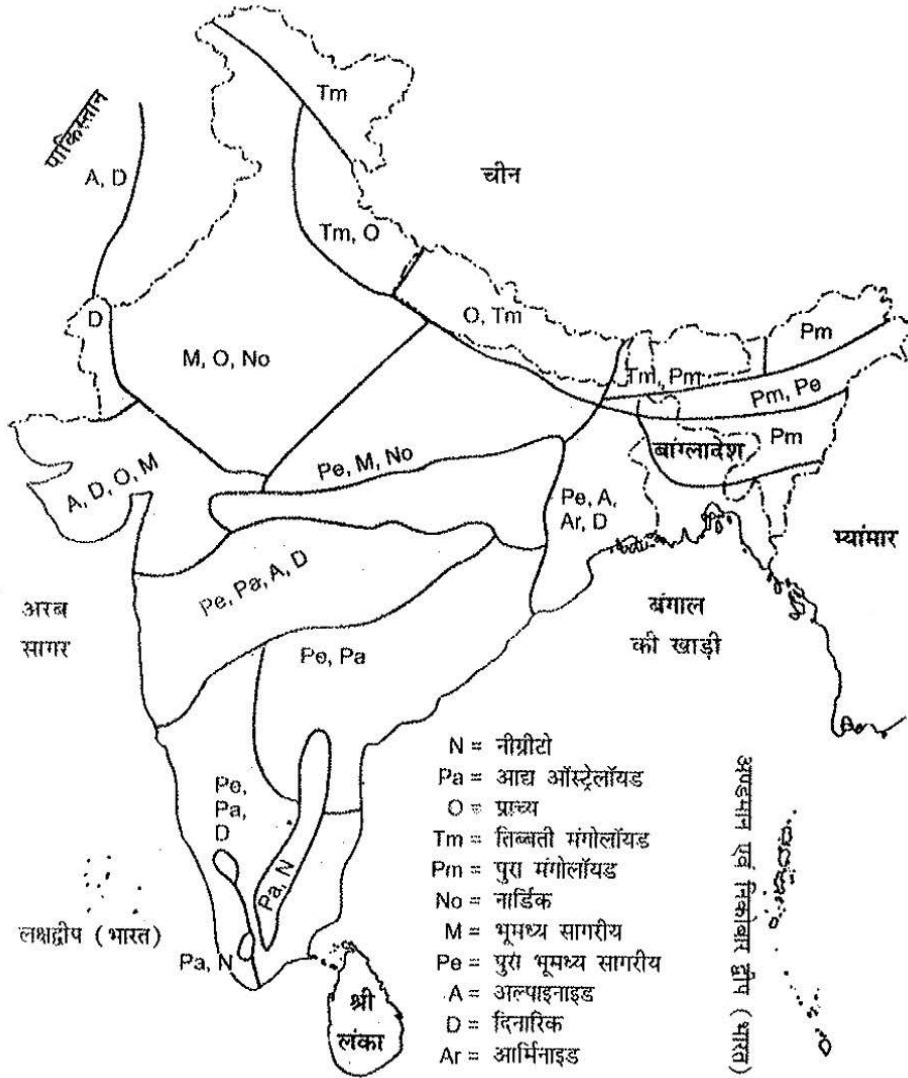 Tm
पाकिस्तान
A, D
चीन
Tm, O
D
O, Tm
Pm
M, O, No
Tm, Pm
Pm, Pe
Pm
बांग्लादेश
Pe, M, No
A, D, O, M
Pe, A,
Ar, D
म्यांमार
Pe, Pa, A, D
अरब
सागर
बंगाल
की खाड़ी
Pe, Pa
N = नीग्रीटो
Pa = आद्य ऑस्ट्रेलॉयड
O = प्राच्य
Tm = तिब्बती मंगोलॉयड
Pm = पुरा मंगोलॉयड
No = नार्डिक
M = भूमध्य सागरीय
Pe = पुरा भूमध्य सागरीय
A = अल्पाइनाइड
D = दिनारिक
Ar = आर्मिनाइड
Pe,
Pa,
D
Pa, N
लक्षद्वीप (भारत)
Pa, N
श्री
लंका
अण्डमान एवं निकोबार द्वीप (भारत)